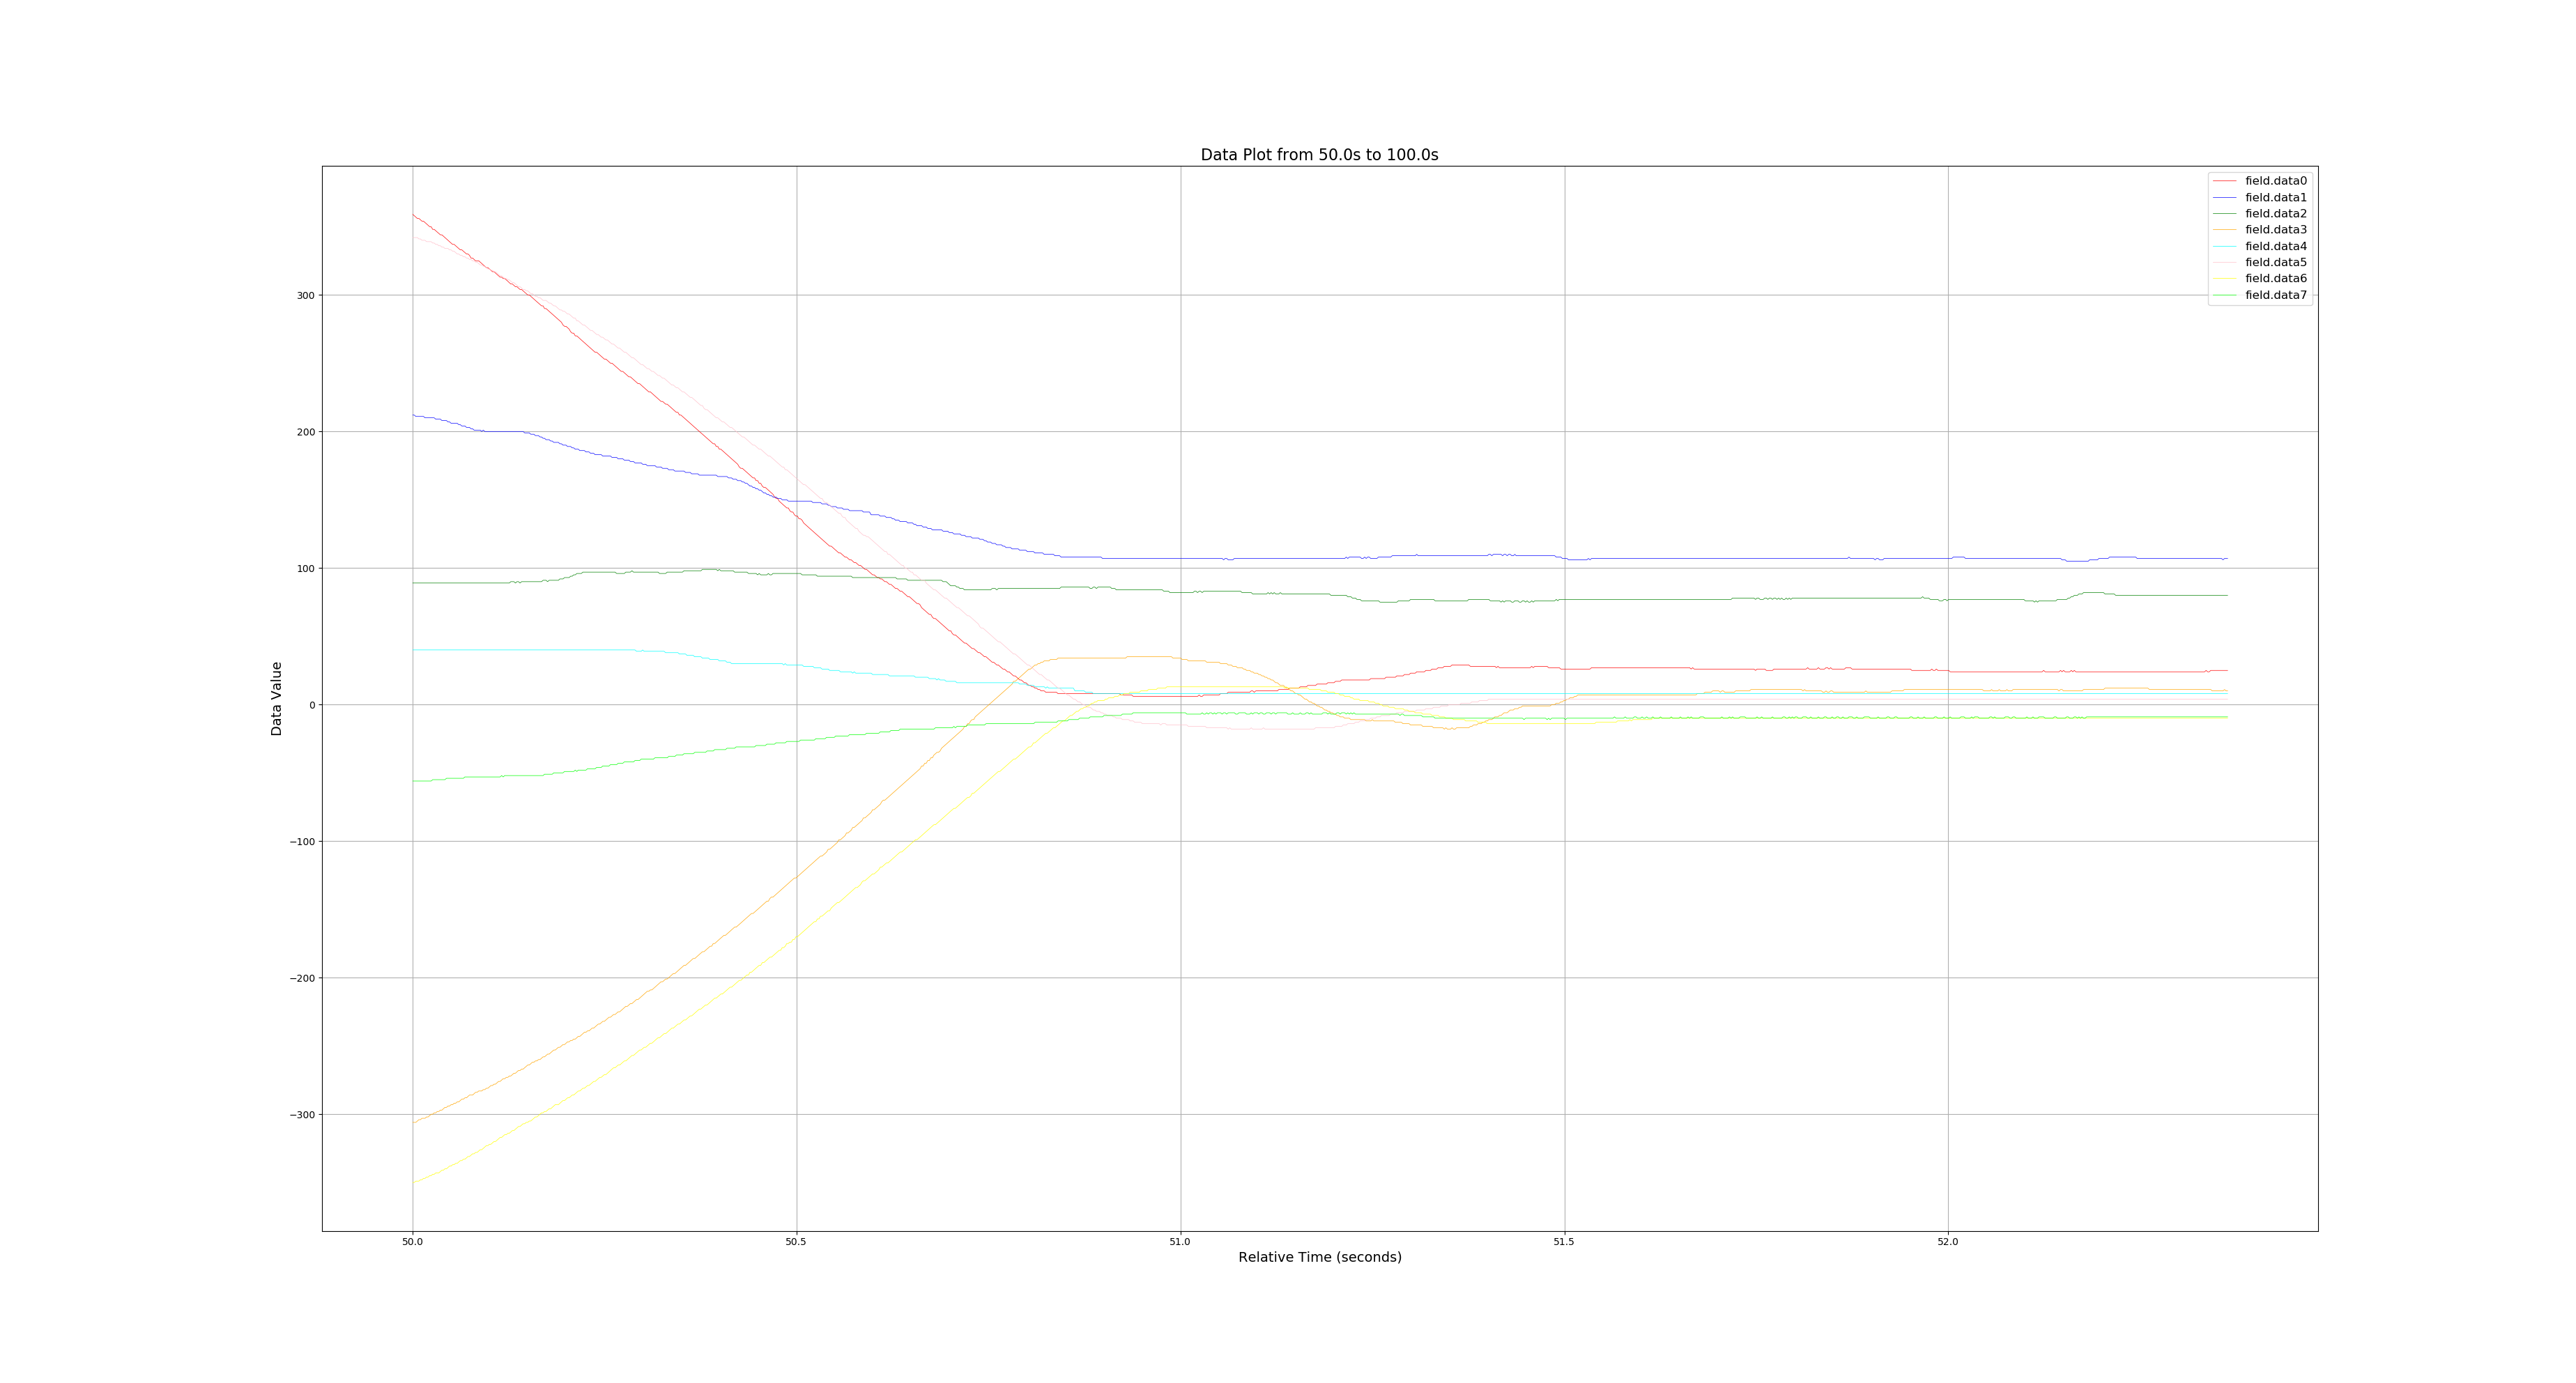 Data Plot from 50.0s to 100.0s
field.data0
field.data1
field.data2
field.data3
field.data4
field.data5
field.data6
field.data7
300
200
100
0
−100
−200
−300
Data Value
50.0
50.5
51.0
51.5
52.0
Relative Time (seconds)